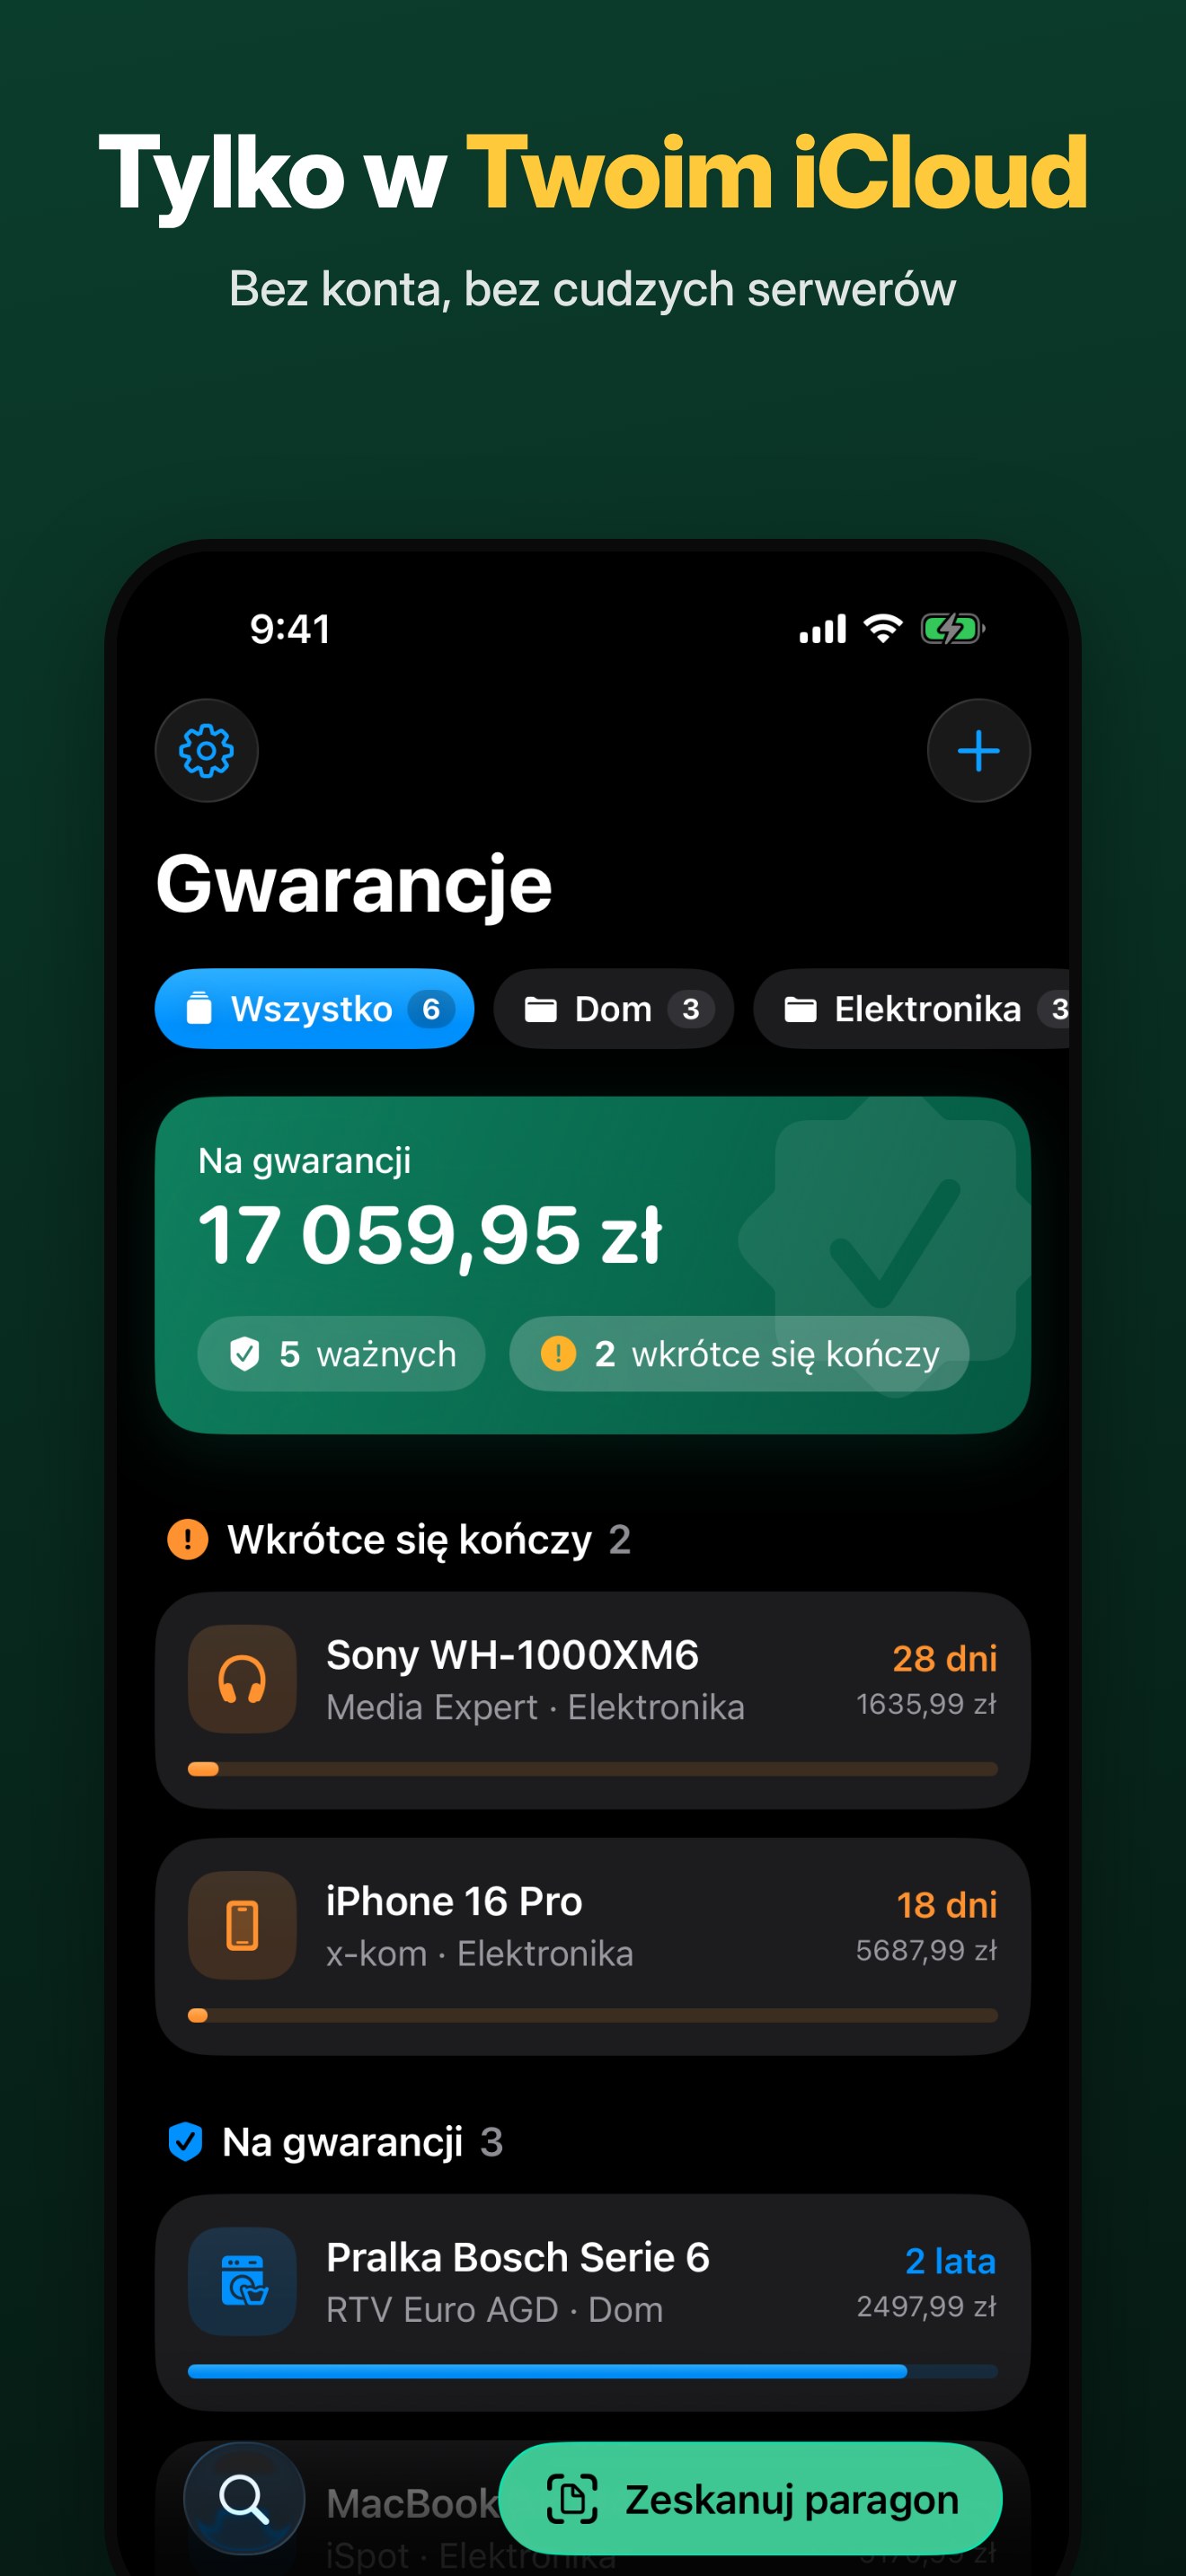 Tylko w Twoim iCloud
Bez konta, bez cudzych serwerów
9:41
Gwarancje
Wszystko 6
Dom 3
Elektronika 3
Na gwarancji
17 059,95 zł
5 ważnych
2 wkrótce się kończy
Wkrótce się kończy 2
Sony WH-1000XM6
28 dni
Media Expert · Elektronika
1635,99 zł
iPhone 16 Pro
18 dni
x-kom · Elektronika
5687,99 zł
Na gwarancji 3
Pralka Bosch Serie 6
2 lata
RTV Euro AGD · Dom
2497,99 zł
MacBook
Zeskanuj paragon
iSpot · Elektronika